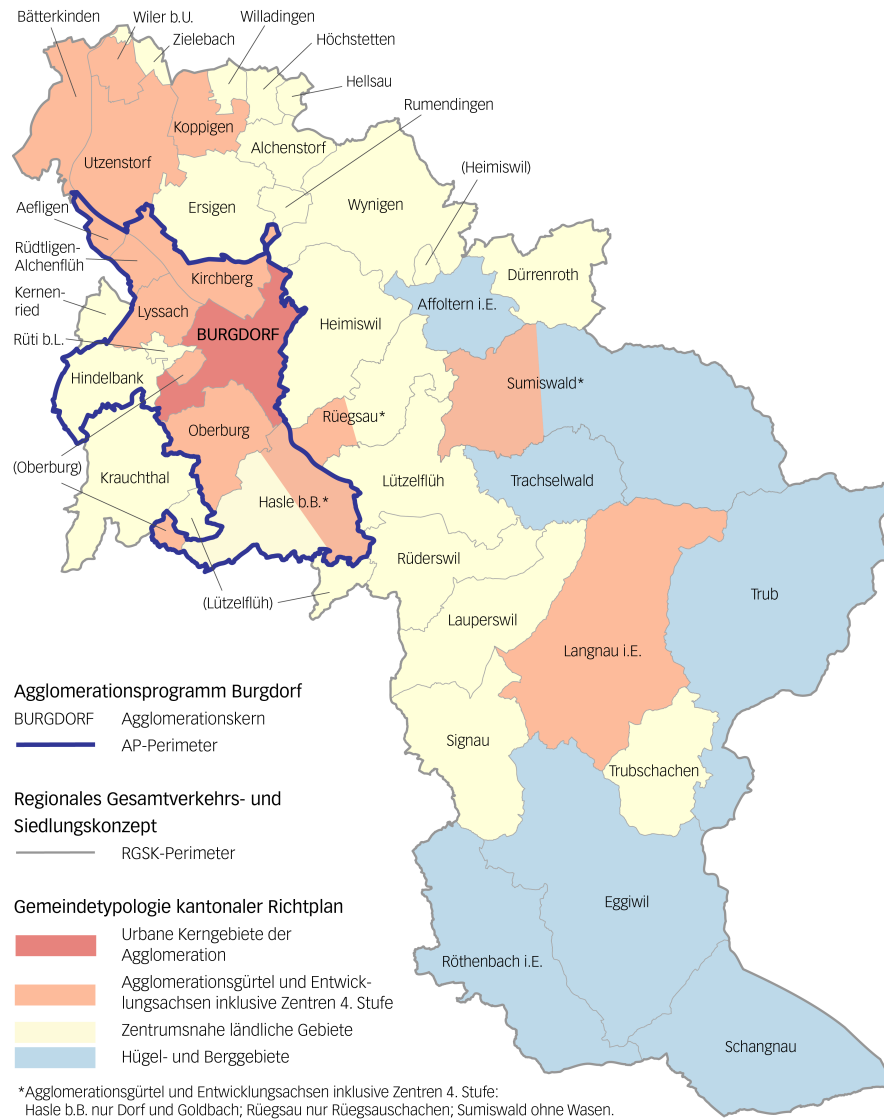 Bätterkinden
Wiler b.U.
Zielebach
Willadingen
Höchstetten
Hellsau
Rumendingen
Koppigen
Alchenstorf
(Heimiswil)
Utzenstorf
Ersigen
Wynigen
Aefligen
Rüdtligen-
Alchenflüh
Kirchberg
Dürrenroth
Kernen-
ried
Lyssach
Affoltern i.E.
BURGDORF
Heimiswil
Rüti b.L.
Hindelbank
Sumiswald*
Rüegsau*
Oberburg
(Oberburg)
Krauchthal
Lützelflüh
Trachselwald
Hasle b.B.*
Rüderswil
(Lützelflüh)
Trub
Lauperswil
Langnau i.E.
Signau
Trubschachen
Eggiwil
Röthenbach i.E.
Schangnau
Agglomerationsprogramm Burgdorf
BURGDORF Agglomerationskern
AP-Perimeter
Regionales Gesamtverkehrs- und
Siedlungskonzept
RGSK-Perimeter
Gemeindetypologie kantonaler Richtplan
Urbane Kerngebiete der
Agglomeration
Agglomerationsgürtel und Entwick-
lungsachsen inklusive Zentren 4. Stufe
Zentrumsnahe ländliche Gebiete
Hügel- und Berggebiete
*Agglomerationsgürtel und Entwicklungsachsen inklusive Zentren 4. Stufe:
Hasle b.B. nur Dorf und Goldbach; Rüegsau nur Rüegsauschachen; Sumiswald ohne Wasen.